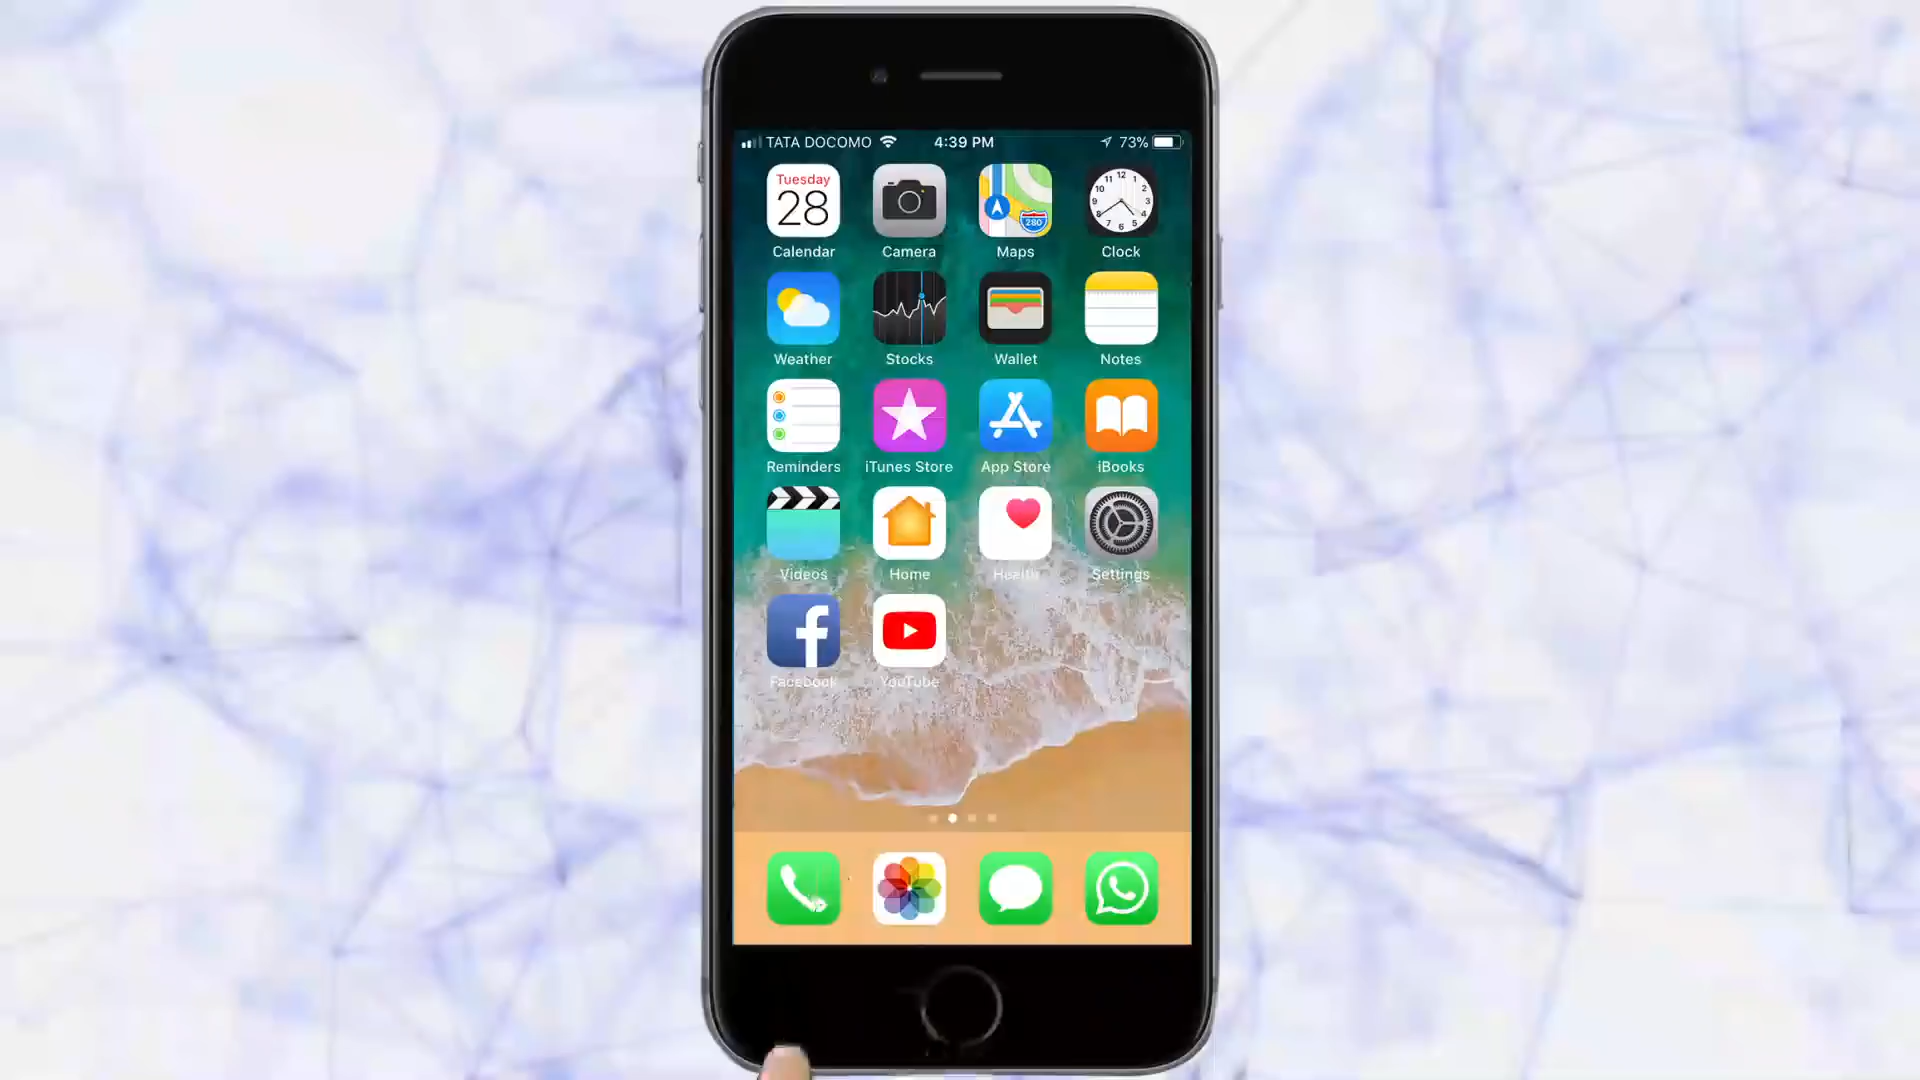 TATA DOCOMO 4:39 PM 73%
Tuesday
28
280
Calendar Camera Maps Clock
Weather Stocks Wallet Notes
Reminders iTunes Store App Store iBooks
Videos Home Health Settings
Facebook YouTube